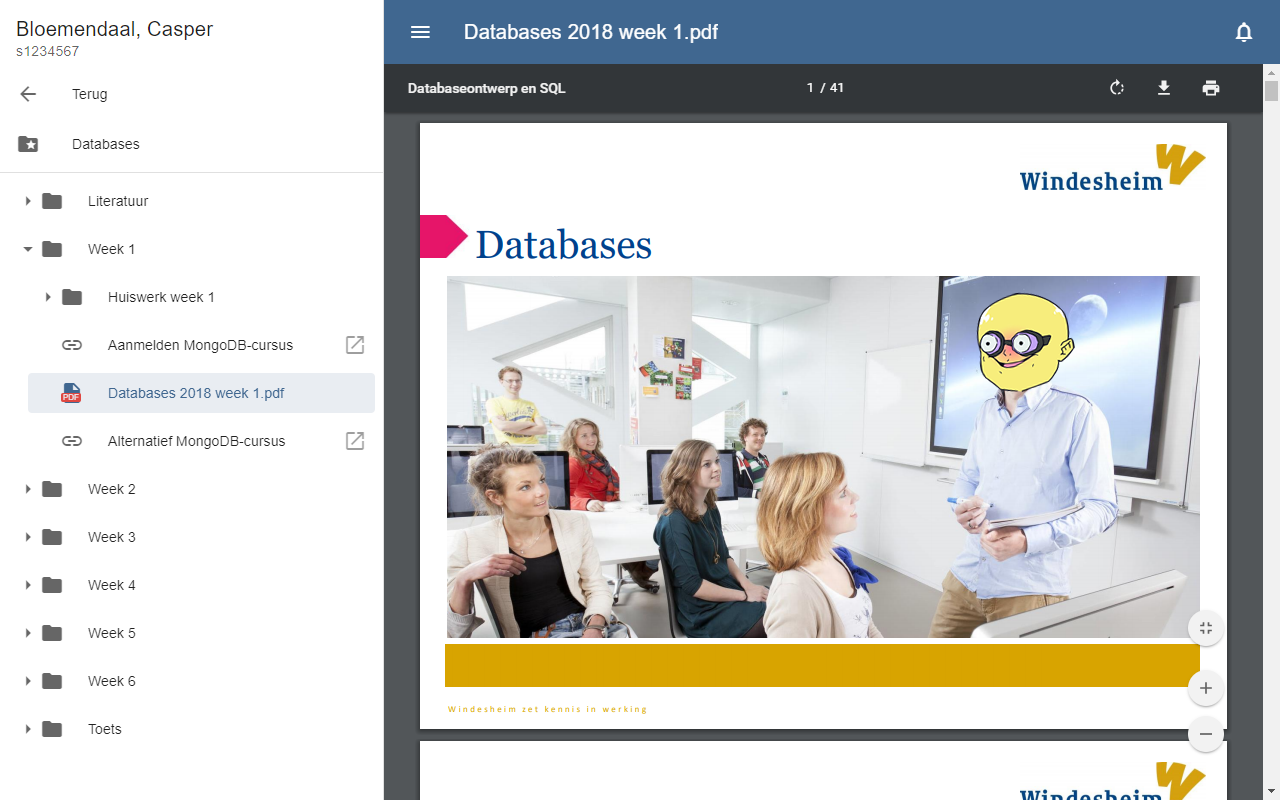 Bloemendaal, Casper
s1234567
Terug
Databases
Literatuur
Week 1
Huiswerk week 1
Aanmelden MongoDB-cursus
PDF
Databases 2018 week 1.pdf
Alternatief MongoDB-cursus
Week 2
Week 3
Week 4
Week 5
Week 6
Toets
Databases 2018 week 1.pdf
Databaseontwerp en SQL
1 / 41
Windesheim
Databases
Windesheim zet kennis in werking
Windesheim